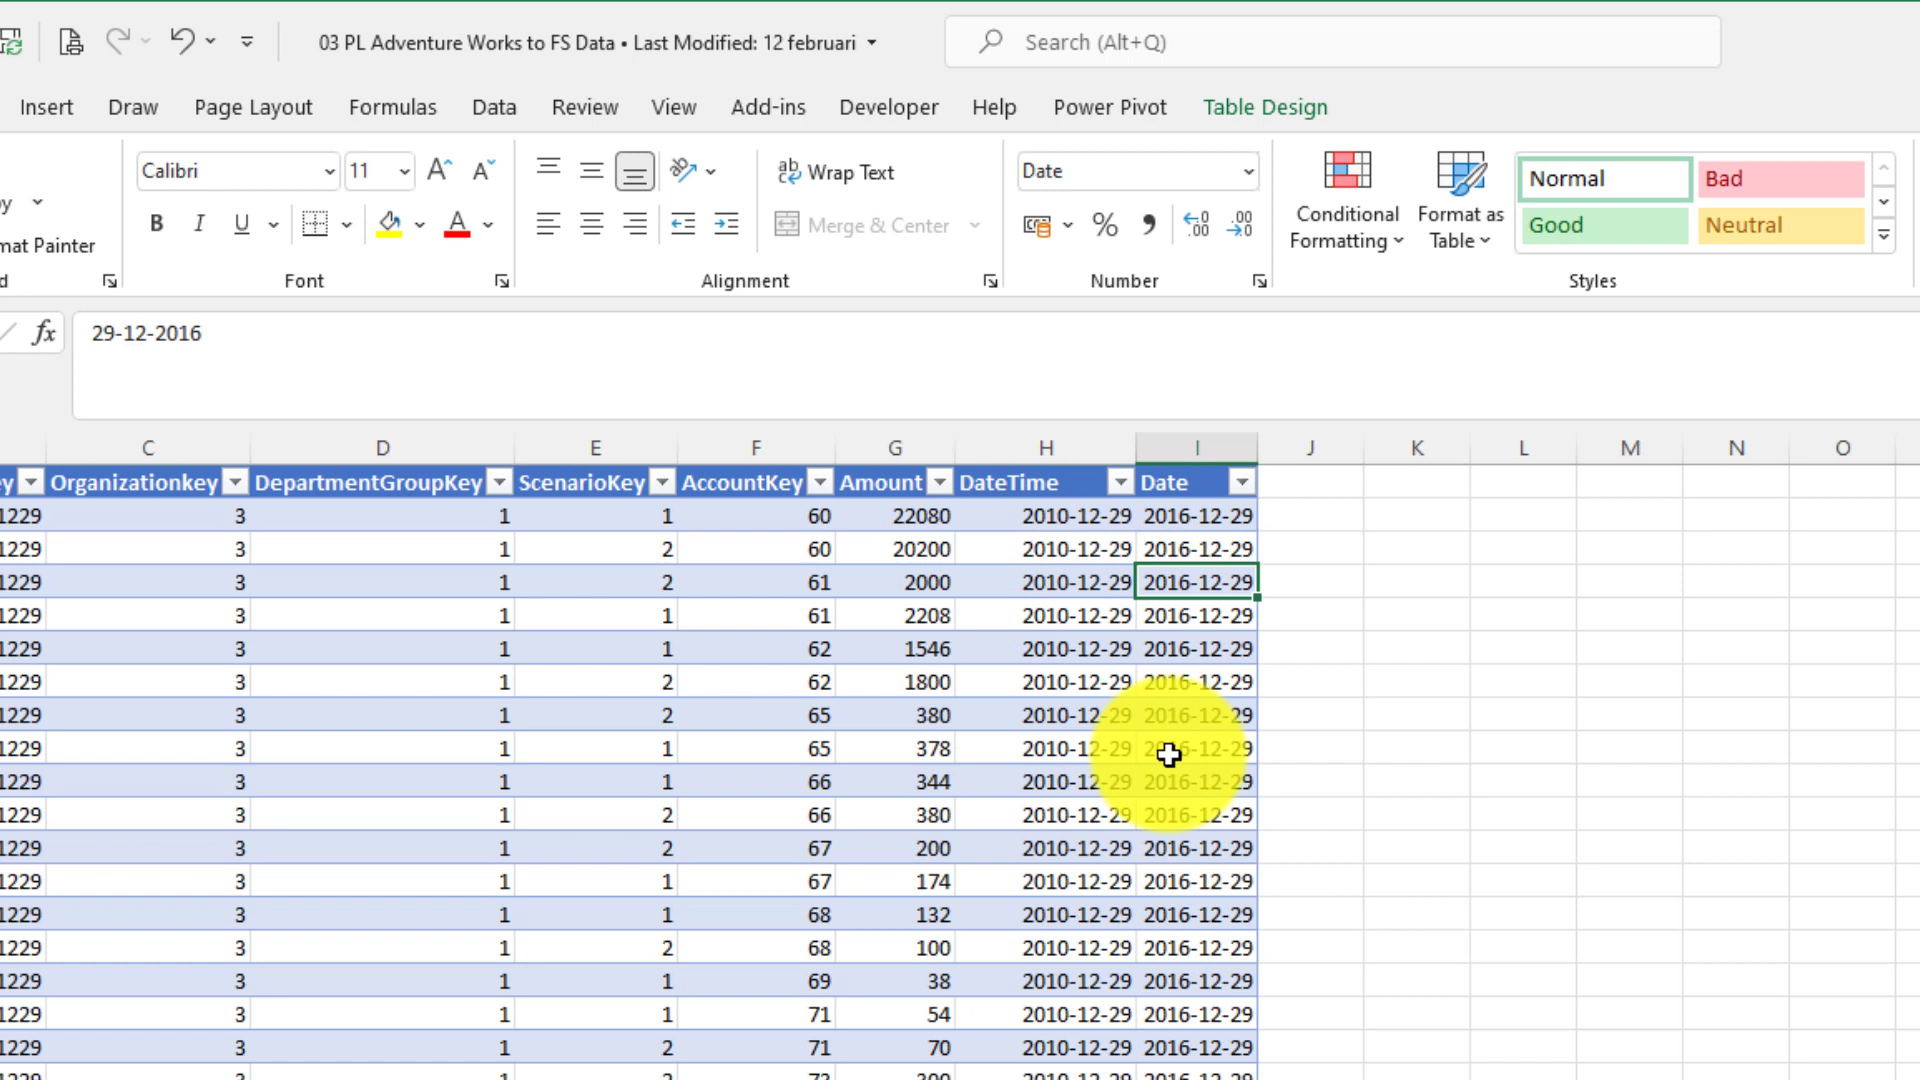 03 PL Adventure Works to FS Data • Last Modified: 12 februari
Search (Alt+Q)
Insert Draw Page Layout Formulas Data Review View Add-ins Developer Help Power Pivot Table Design
Calibri 11 Wrap Text Date
Merge & Center
mat Painter
Conditional Formatting
Format as Table
Normal Bad
Good Neutral
Font Alignment Number Styles
fx 29-12-2016
C D E F G H I J K L M N O
ey Organizationkey DepartmentGroupKey ScenarioKey AccountKey Amount DateTime Date
1229 3 1 1 60 22080 2010-12-29 2016-12-29
1229 3 1 2 60 20200 2010-12-29 2016-12-29
1229 3 1 2 61 2000 2010-12-29 2016-12-29
1229 3 1 1 61 2208 2010-12-29 2016-12-29
1229 3 1 1 62 1546 2010-12-29 2016-12-29
1229 3 1 2 62 1800 2010-12-29 2016-12-29
1229 3 1 2 65 380 2010-12-29 2016-12-29
1229 3 1 1 65 378 2010-12-29 2016-12-29
1229 3 1 1 66 344 2010-12-29 2016-12-29
1229 3 1 2 66 380 2010-12-29 2016-12-29
1229 3 1 2 67 200 2010-12-29 2016-12-29
1229 3 1 1 67 174 2010-12-29 2016-12-29
1229 3 1 1 68 132 2010-12-29 2016-12-29
1229 3 1 2 68 100 2010-12-29 2016-12-29
1229 3 1 1 69 38 2010-12-29 2016-12-29
1229 3 1 1 71 54 2010-12-29 2016-12-29
1229 3 1 2 71 70 2010-12-29 2016-12-29